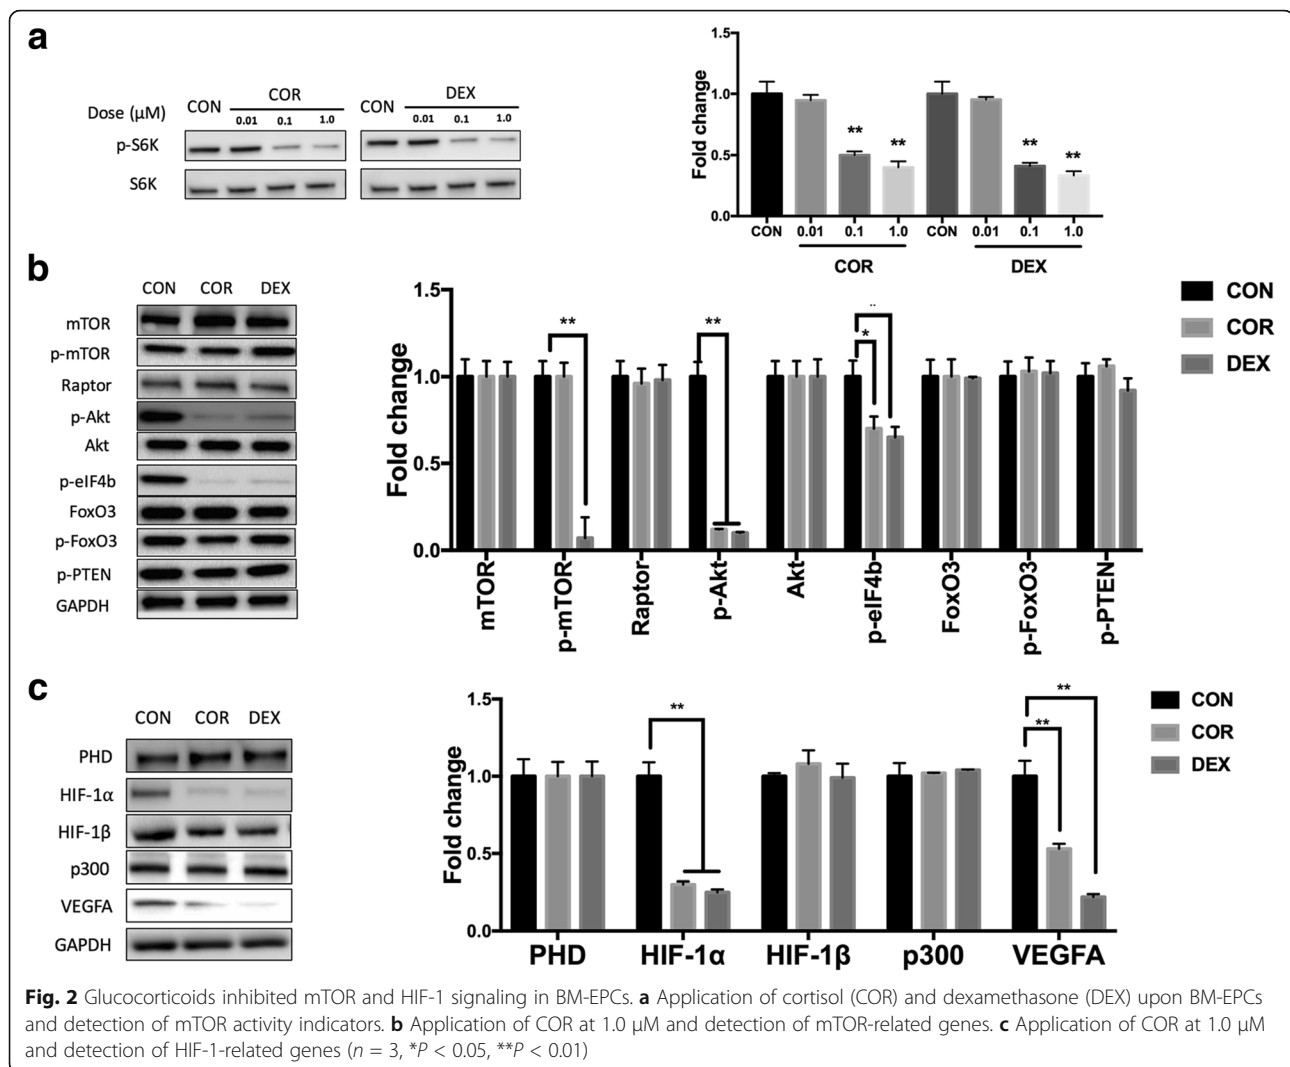 a
Dose (µM)
CON
COR
0.01 0.1 1.0
CON
DEX
0.01 0.1 1.0
p-S6K
S6K
Fold change
1.5
1.0
0.5
0.0
** ** ** **
CON 0.01 0.1 1.0 CON 0.01 0.1 1.0
COR DEX
b
CON COR DEX
mTOR
p-mTOR
Raptor
p-Akt
Akt
p-eIF4b
FoxO3
p-FoxO3
p-PTEN
GAPDH
Fold change
1.5
1.0
0.5
0.0
** ** * **
mTOR
p-mTOR
Raptor
p-Akt
Akt
p-eIF4b
FoxO3
p-FoxO3
p-PTEN
CON
COR
DEX
c
CON COR DEX
PHD
HIF-1α
HIF-1β
p300
VEGFA
GAPDH
Fold change
1.5
1.0
0.5
0.0
** ** **
PHD HIF-1α HIF-1β p300 VEGFA
CON
COR
DEX
Fig. 2 Glucocorticoids inhibited mTOR and HIF-1 signaling in BM-EPCs. a Application of cortisol (COR) and dexamethasone (DEX) upon BM-EPCs
and detection of mTOR activity indicators. b Application of COR at 1.0 µM and detection of mTOR-related genes. c Application of COR at 1.0 µM
and detection of HIF-1-related genes (n = 3, *P < 0.05, **P < 0.01)